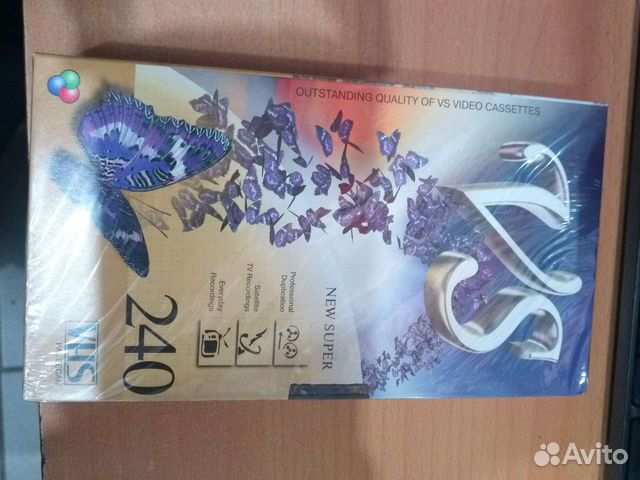 OUTSTANDING QUALITY OF VS VIDEO CASSETTES
VS
NEW SUPER
Professional
Duplication
Satellite
TV Recordings
Everyday
Recordings
240
VHS
Avito